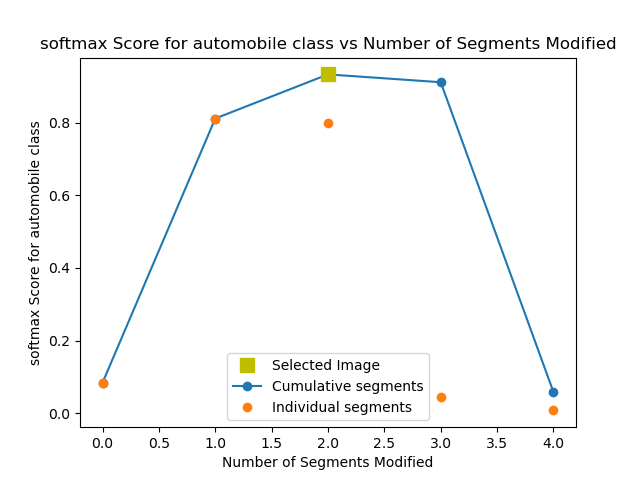 softmax Score for automobile class vs Number of Segments Modified
softmax Score for automobile class
0.8
0.6
0.4
0.2
0.0
Selected Image
Cumulative segments
Individual segments
0.0 0.5 1.0 1.5 2.0 2.5 3.0 3.5 4.0
Number of Segments Modified